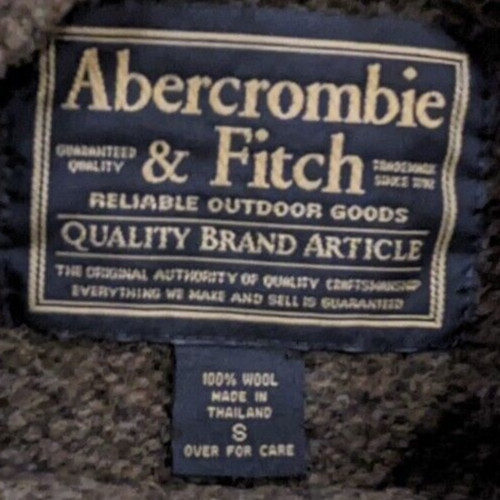 Abercrombie
& Fitch
GUARANTEED
QUALITY
TRADEMARK
SINCE 1892
RELIABLE OUTDOOR GOODS
QUALITY BRAND ARTICLE
THE ORIGINAL AUTHORITY OF QUALITY CRAFTSMANSHIP
EVERYTHING WE MAKE AND SELL IS GUARANTEED
100% WOOL
MADE IN
THAILAND
S
OVER FOR CARE